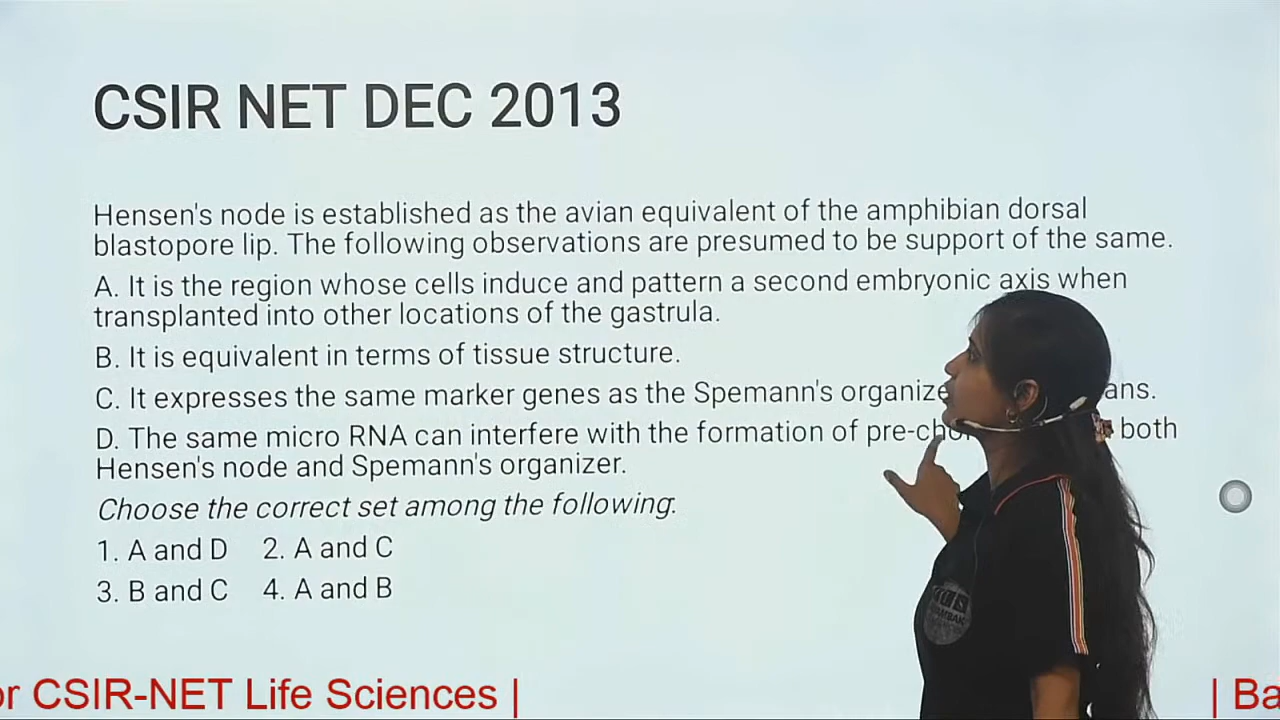 CSIR NET DEC 2013
Hensen's node is established as the avian equivalent of the amphibian dorsal
blastopore lip. The following observations are presumed to be support of the same.
A. It is the region whose cells induce and pattern a second embryonic axis when
transplanted into other locations of the gastrula.
B. It is equivalent in terms of tissue structure.
C. It expresses the same marker genes as the Spemann's
D. The same micro RNA can interfere with the formation of both
Hensen's node and Spemann's organizer.
Choose the correct set among the following.
1. A and D 2. A and C
3. B and C 4. A and B
CSIR-NET Life Sciences | |